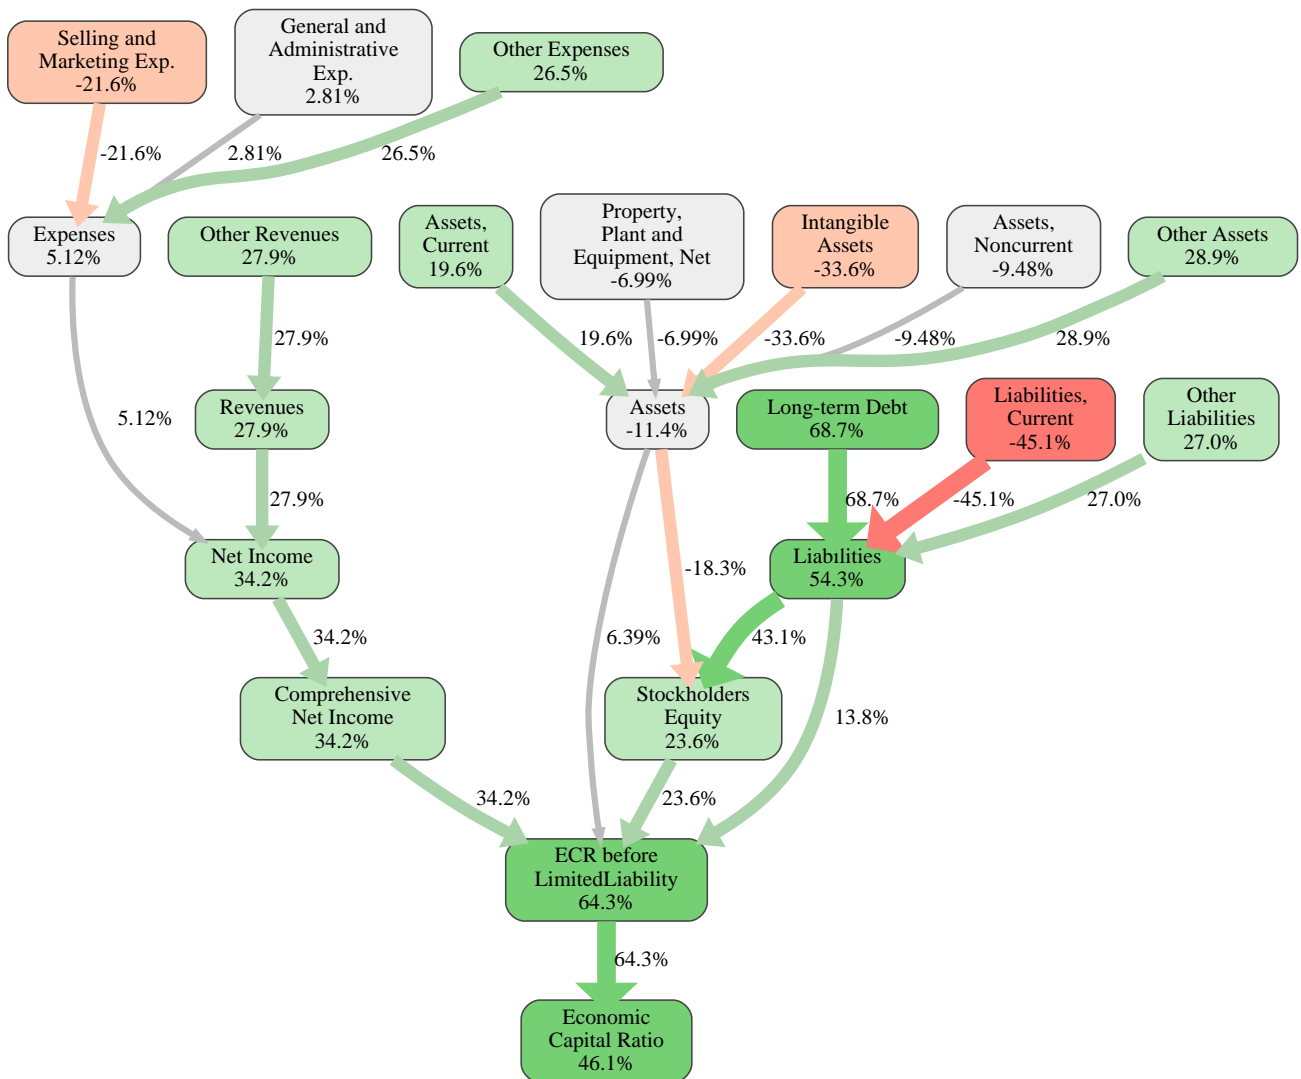 Selling and
Marketing Exp.
-21.6%
General and
Administrative
Exp.
2.81%
Other Expenses
26.5%
-21.6%
2.81%
26.5%
Expenses
5.12%
Other Revenues
27.9%
Assets,
Current
19.6%
Property,
Plant and
Equipment, Net
-6.99%
Intangible
Assets
-33.6%
Assets,
Noncurrent
-9.48%
Other Assets
28.9%
27.9%
19.6%
-6.99%
-33.6%
-9.48%
28.9%
5.12%
Revenues
27.9%
Assets
-11.4%
Long-term Debt
68.7%
Liabilities,
Current
-45.1%
Other
Liabilities
27.0%
27.9%
68.7%
-45.1%
27.0%
Net Income
34.2%
-18.3%
Liabilities
54.3%
34.2%
6.39%
43.1%
Comprehensive
Net Income
34.2%
Stockholders
Equity
23.6%
13.8%
34.2%
23.6%
ECR before
LimitedLiability
64.3%
64.3%
Economic
Capital Ratio
46.1%